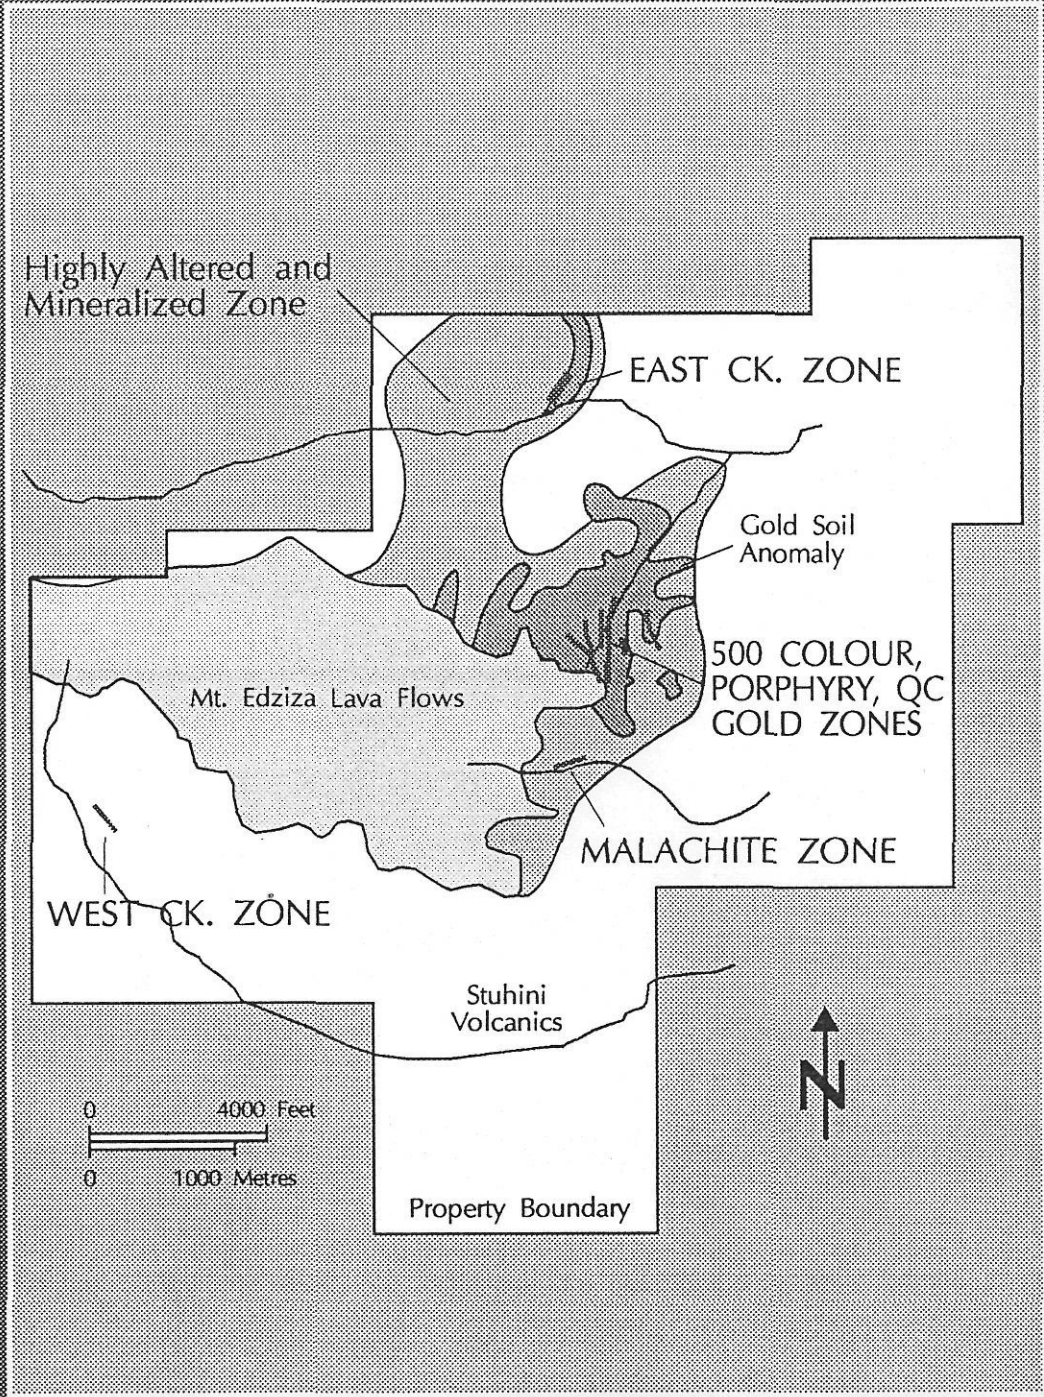 Highly Altered and
Mineralized Zone
EAST CK. ZONE
Gold Soil
Anomaly
500 COLOUR,
PORPHYRY, QC
GOLD ZONES
Mt. Edziza Lava Flows
MALACHITE ZONE
WEST CK. ZONE
Stuhini
Volcanics
N
0 4000 Feet
0 1000 Metres
Property Boundary